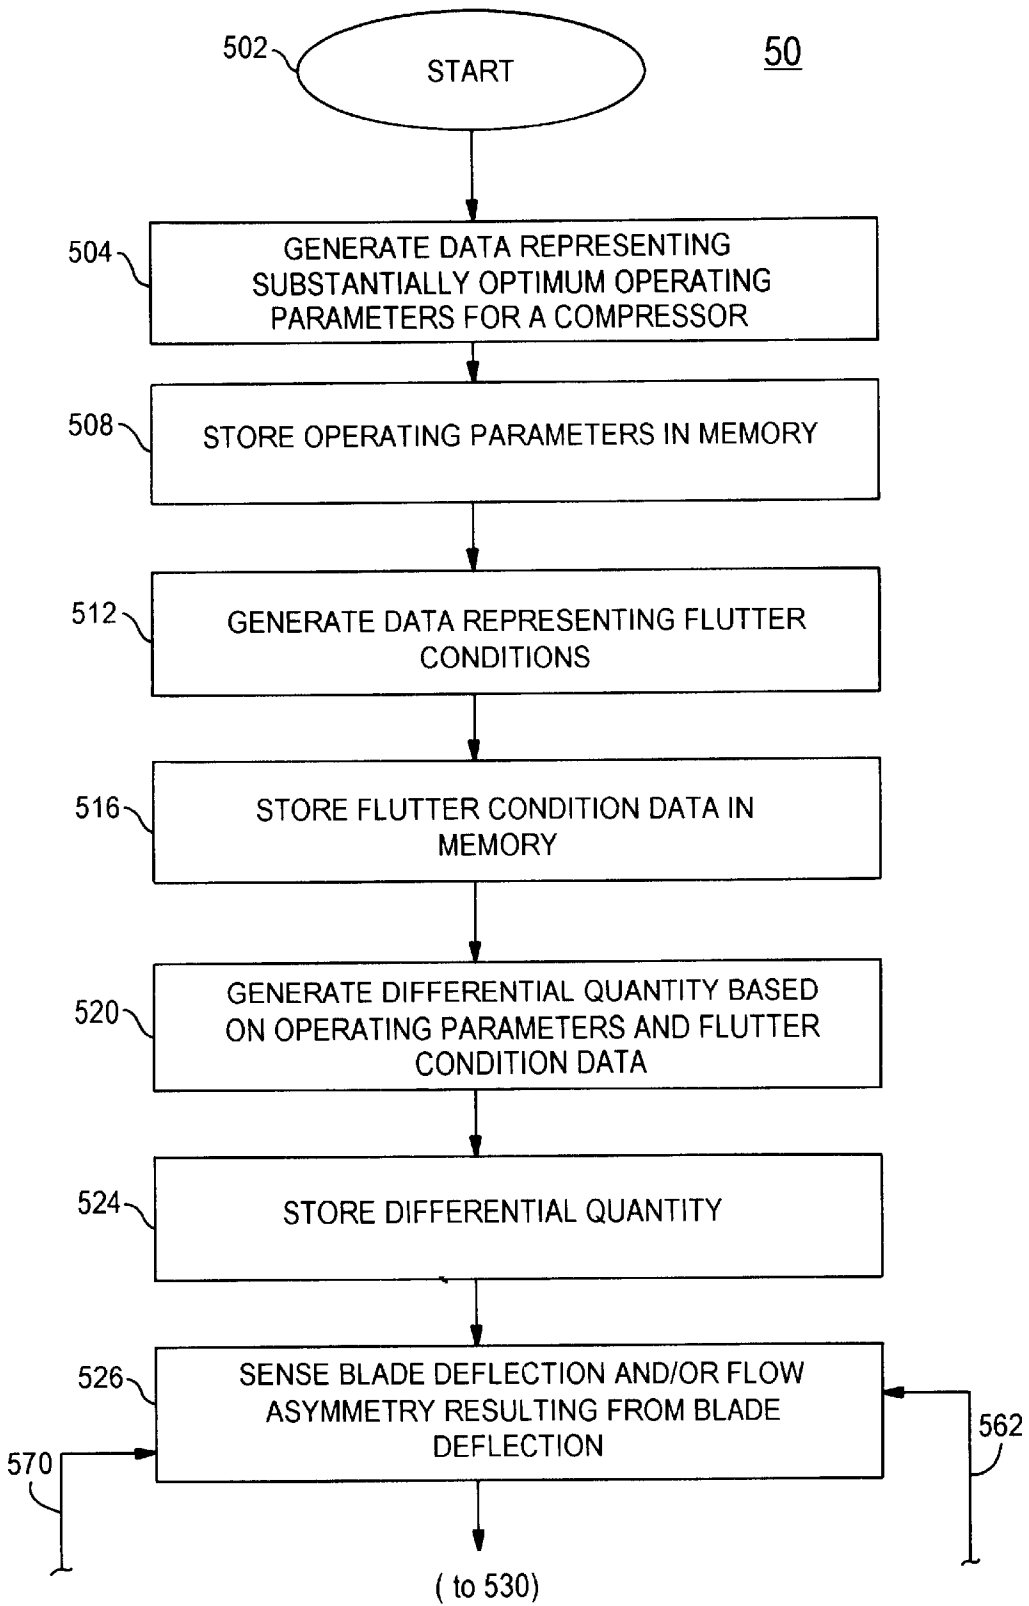 502
START
50
504
GENERATE DATA REPRESENTING
SUBSTANTIALLY OPTIMUM OPERATING
PARAMETERS FOR A COMPRESSOR
508
STORE OPERATING PARAMETERS IN MEMORY
512
GENERATE DATA REPRESENTING FLUTTER
CONDITIONS
516
STORE FLUTTER CONDITION DATA IN
MEMORY
520
GENERATE DIFFERENTIAL QUANTITY BASED
ON OPERATING PARAMETERS AND FLUTTER
CONDITION DATA
524
STORE DIFFERENTIAL QUANTITY
526
SENSE BLADE DEFLECTION AND/OR FLOW
ASYMMETRY RESULTING FROM BLADE
DEFLECTION
570
562
( to 530)